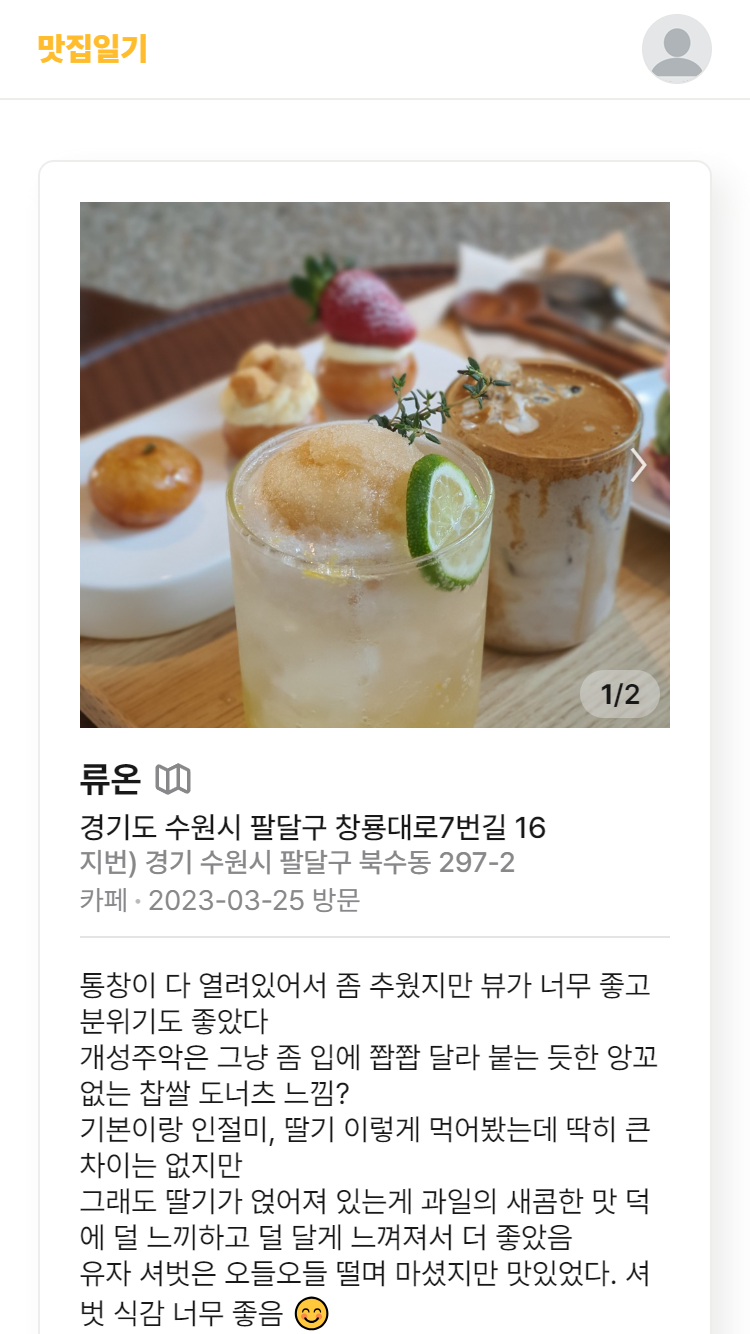 맛집일기
1/2
류온
경기도 수원시 팔달구 창룡대로7번길 16
지번) 경기 수원시 팔달구 북수동 297-2
카페 • 2023-03-25 방문
통창이 다 열려있어서 좀 추웠지만 뷰가 너무 좋고
분위기도 좋았다
개성주악은 그냥 좀 입에 쫩쫩 달라 붙는 듯한 앙꼬
없는 찹쌀 도너츠 느낌?
기본이랑 인절미, 딸기 이렇게 먹어봤는데 딱히 큰
차이는 없지만
그래도 딸기가 얹어져 있는게 과일의 새콤한 맛 덕
에 덜 느끼하고 덜 달게 느껴져서 더 좋았음
유자 셔벗은 오들오들 떨며 마셨지만 맛있었다. 셔
벗 식감 너무 좋음 😊